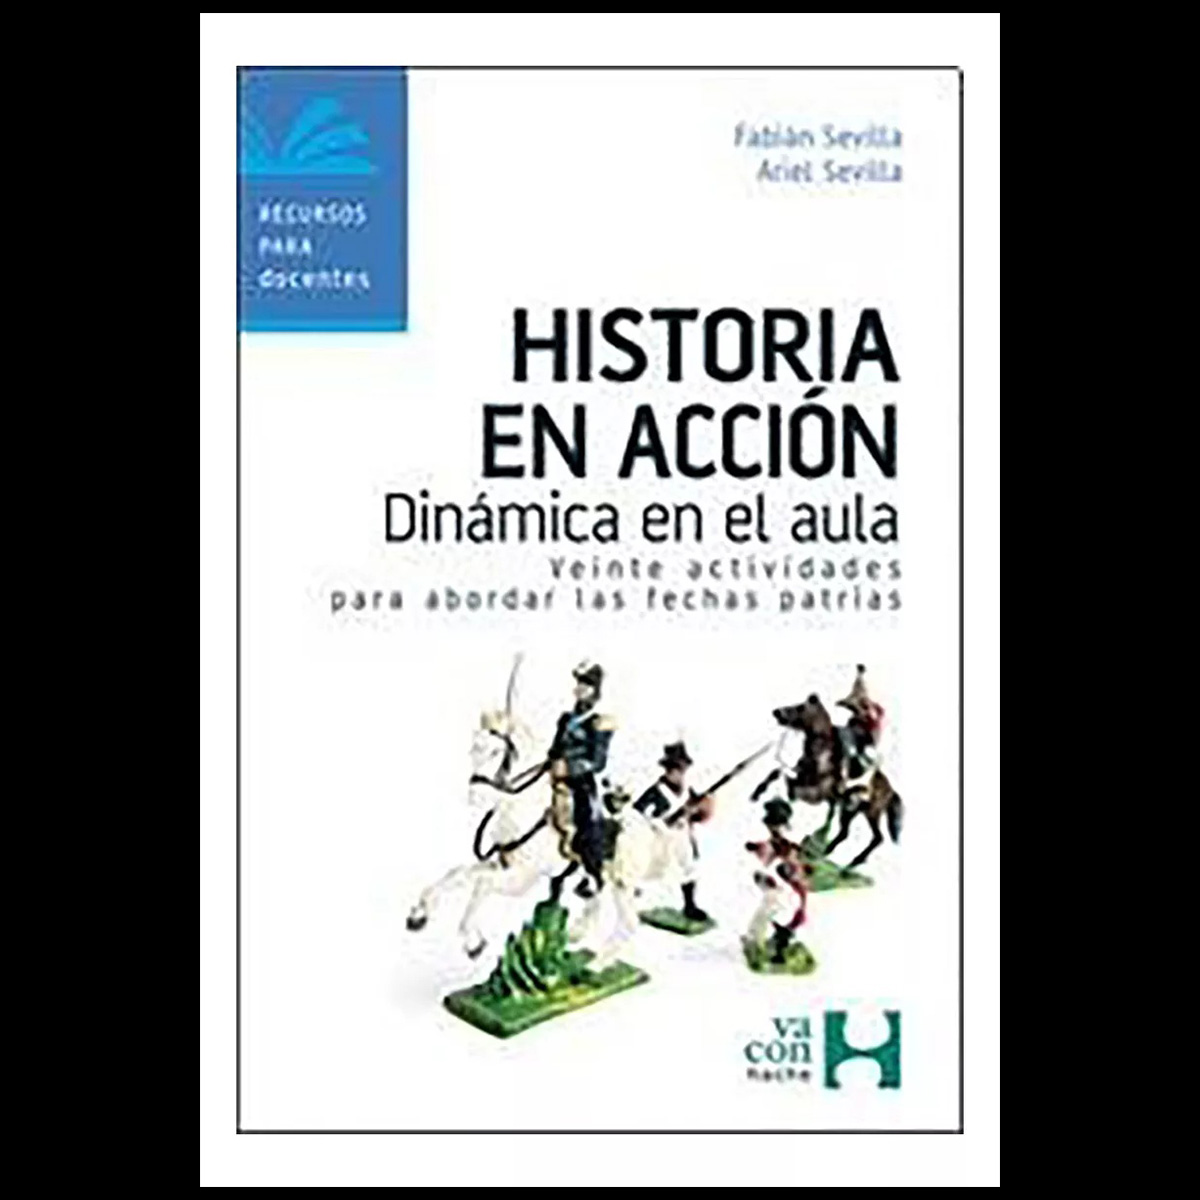 Fabián Sevilla
Ariel Sevilla
RECURSOS
PARA
docentes
HISTORIA
EN ACCIÓN
Dinámica en el aula
Veinte actividades
para abordar las fechas patrias
va
con
hache